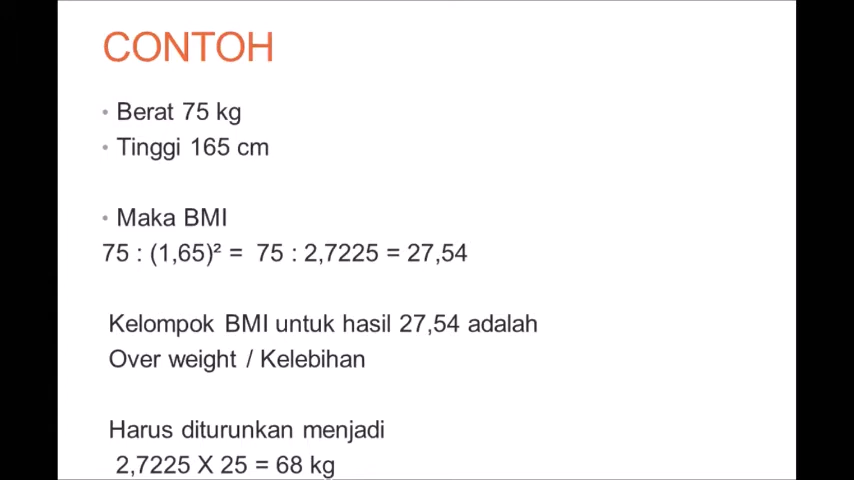 CONTOH
• Berat 75 kg
• Tinggi 165 cm
• Maka BMI
75 : (1,65)² = 75 : 2,7225 = 27,54
Kelompok BMI untuk hasil 27,54 adalah
Over weight / Kelebihan
Harus diturunkan menjadi
2,7225 X 25 = 68 kg